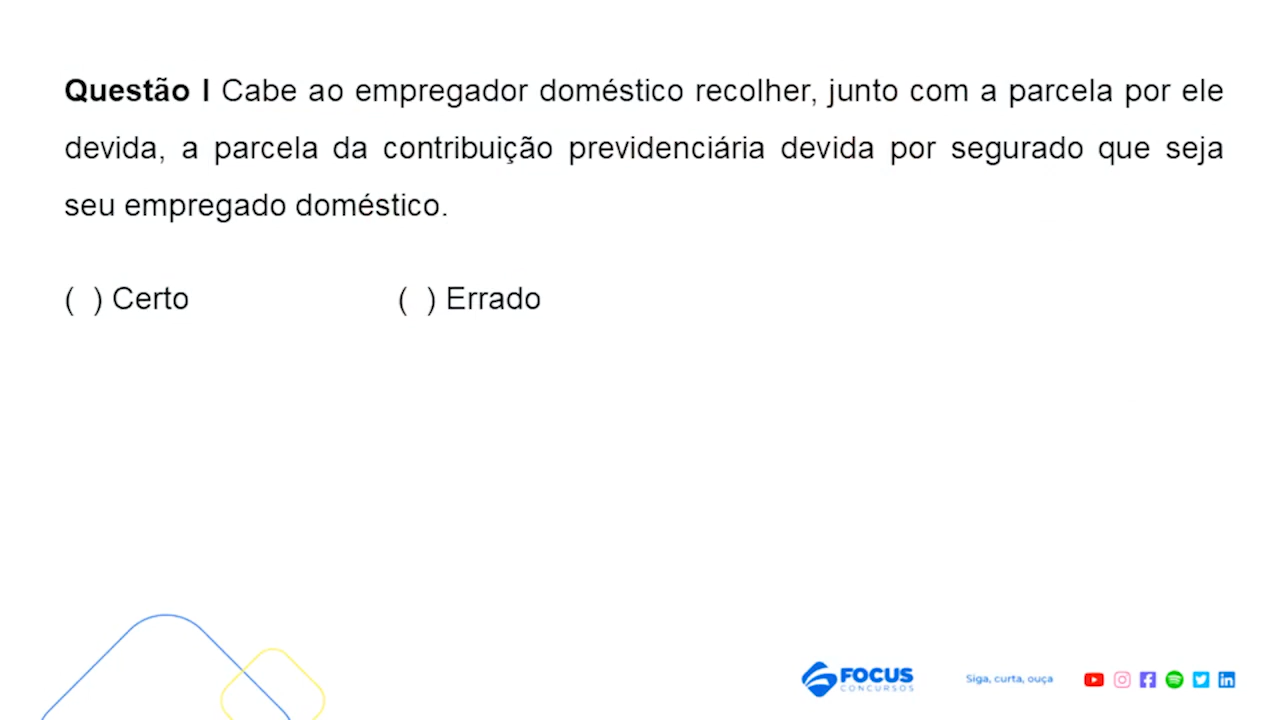 Questão I Cabe ao empregador doméstico recolher, junto com a parcela por ele
devida, a parcela da contribuição previdenciária devida por segurado que seja
seu empregado doméstico.
( ) Certo ( ) Errado
FOCUS
CONCURSOS
Siga, curta, ouça